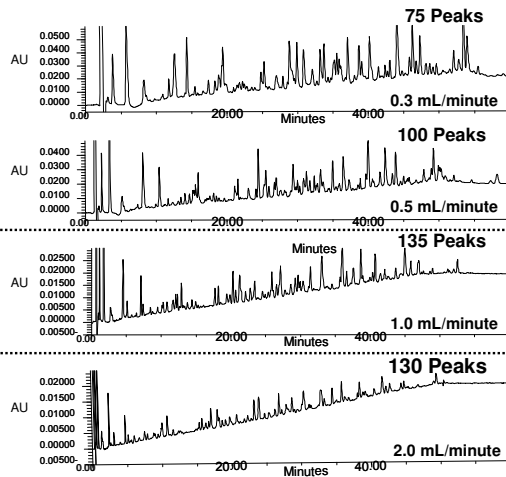 75 Peaks
0.0500
0.0400
AU
0.0300
0.0200
0.0100
0.0000
0.3 mL/minute
0.00
20:00
40:00
Minutes
100 Peaks
0.0400
0.0300
AU
0.0200
0.0100
0.0000
0.5 mL/minute
0.00
20:00
40:00
Minutes
135 Peaks
Minutes
0.02500
0.02000
AU
0.01500
0.01000
0.00500
0.00000
0.00500-
1.0 mL/minute
0.00
20:00
40:00
Minutes
130 Peaks
0.02000
AU
0.01500
0.01000
0.00500
0.00000
0.00500-
2.0 mL/minute
0.00
20:00
40:00
Minutes